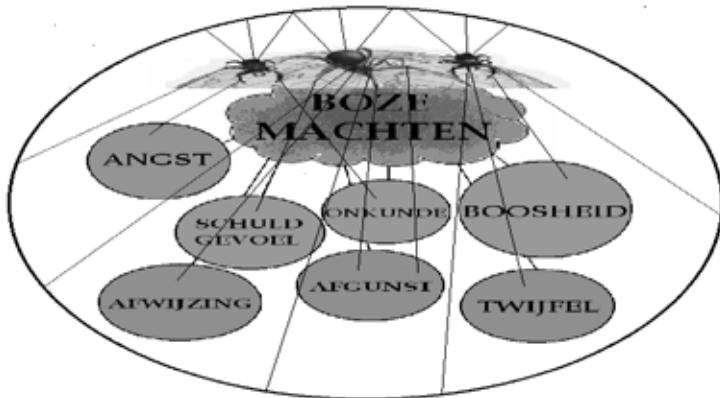 BOZE
MACHTEN
ANGST
SCHULD
GEVOEL
ONKUNDE
BOOSHEID
AFWIJZING
AFGUNST
TWIJFEL